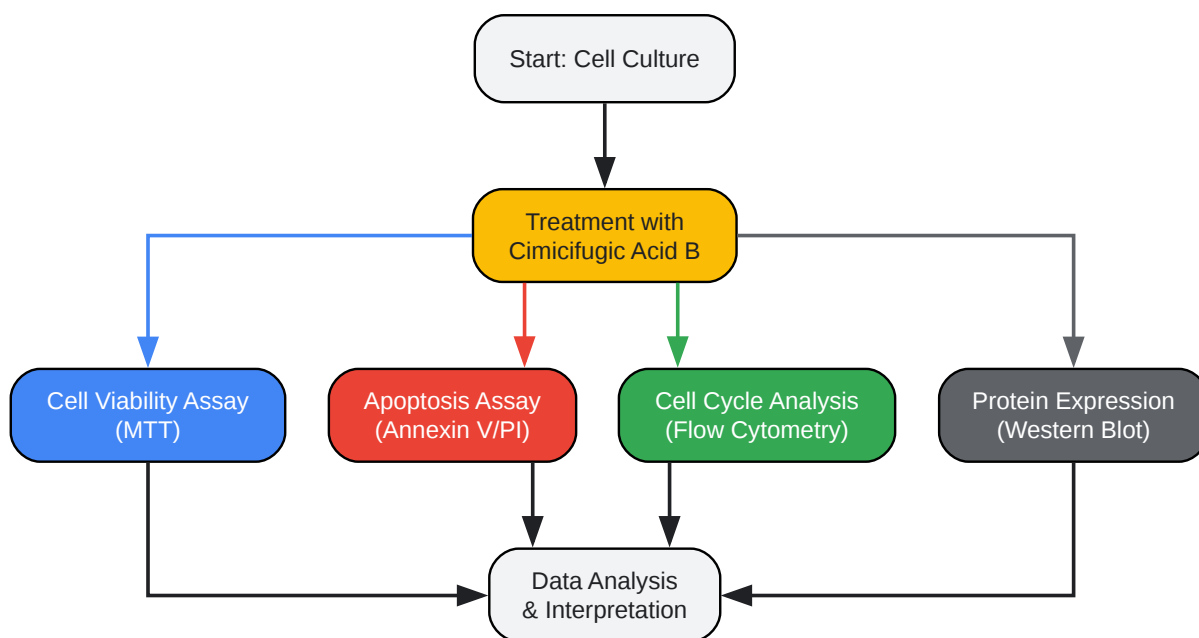 Start: Cell Culture
Treatment with
Cimicifugic Acid B
Cell Viability Assay
(MTT)
Apoptosis Assay
(Annexin V/PI)
Cell Cycle Analysis
(Flow Cytometry)
Protein Expression
(Western Blot)
Data Analysis
& Interpretation